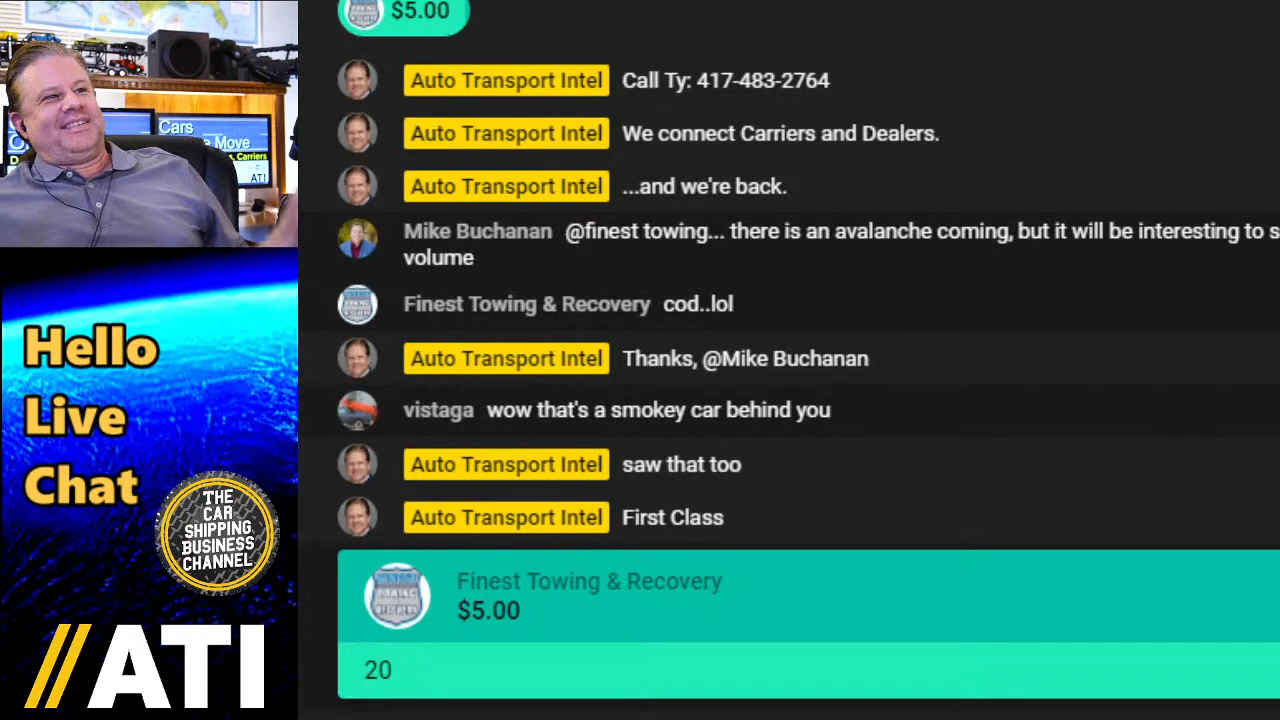 $5.00
Auto Transport Intel Call Ty: 417-483-2764
Auto Transport Intel We connect Carriers and Dealers.
Auto Transport Intel ...and we're back.
Mike Buchanan @finest towing... there is an avalanche coming, but it will be interesting to s
volume
Finest Towing & Recovery cod..lol
Auto Transport Intel Thanks, @Mike Buchanan
vistaga wow that's a smokey car behind you
Auto Transport Intel saw that too
Auto Transport Intel First Class
Finest Towing & Recovery
$5.00
20
Cars
Move
Carriers
ATI
Hello
Live
Chat
THE
CAR
SHIPPING
BUSINESS
CHANNEL
//ATI